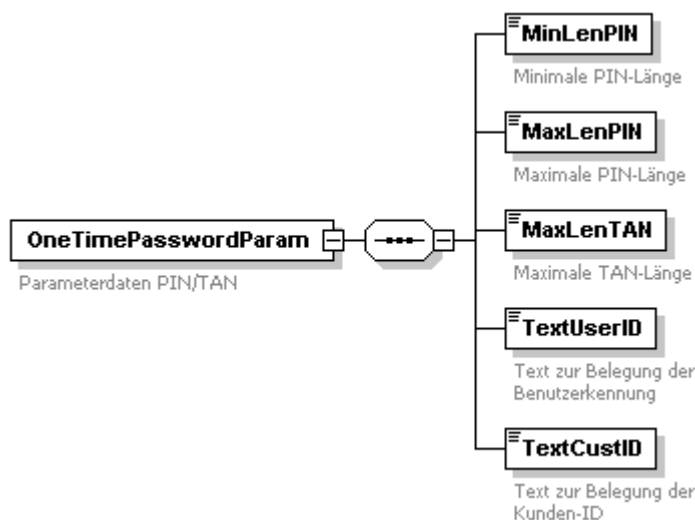 MinLenPIN
Minimale PIN-Länge
MaxLenPIN
Maximale PIN-Länge
OneTimePasswordParam
Parameterdaten PIN/TAN
MaxLenTAN
Maximale TAN-Länge
TextUserID
Text zur Belegung der
Benutzerkennung
TextCustID
Text zur Belegung der
Kunden-ID